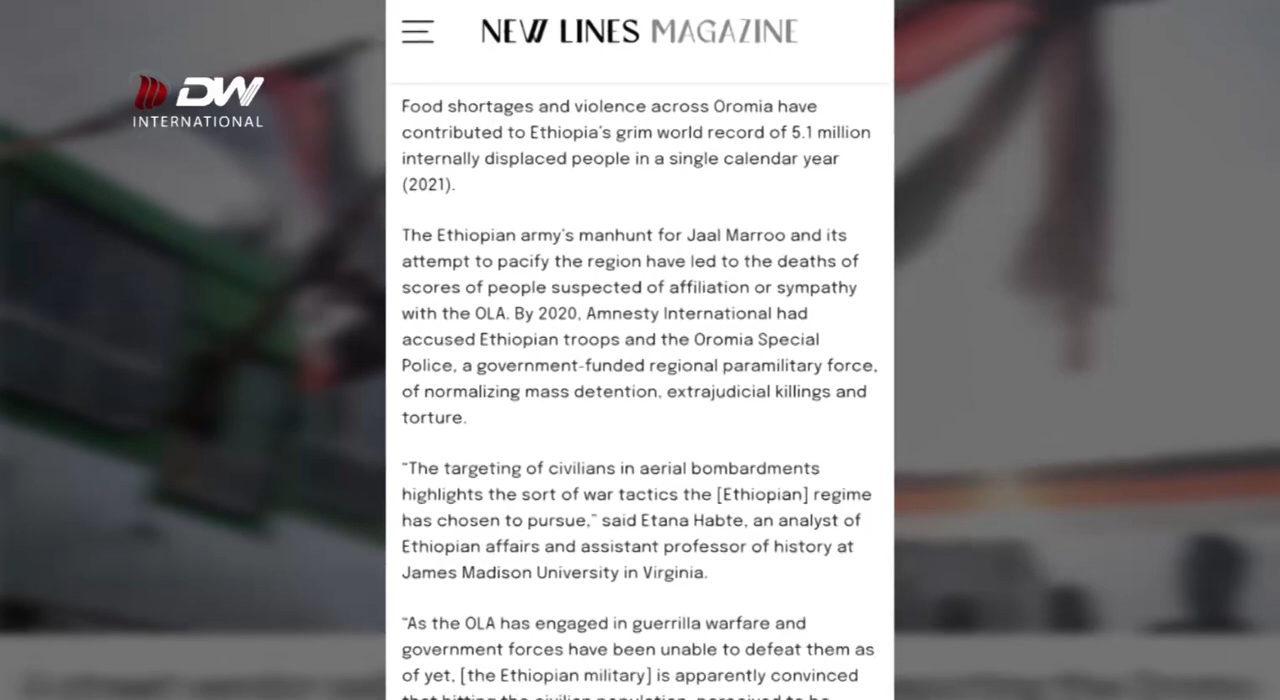 NEW LINES MAGAZINE
DW
INTERNATIONAL
Food shortages and violence across Oromia have
contributed to Ethiopia's grim world record of 5.1 million
internally displaced people in a single calendar year
(2021).
The Ethiopian army's manhunt for Jaal Marroo and its
attempt to pacify the region have led to the deaths of
scores of people suspected of affiliation or sympathy
with the OLA. By 2020, Amnesty International had
accused Ethiopian troops and the Oromia Special
Police, a government-funded regional paramilitary force,
of normalizing mass detention, extrajudicial killings and
torture.
“The targeting of civilians in aerial bombardments
highlights the sort of war tactics the [Ethiopian] regime
has chosen to pursue,” said Etana Habte, an analyst of
Ethiopian affairs and assistant professor of history at
James Madison University in Virginia.
“As the OLA has engaged in guerrilla warfare and
government forces have been unable to defeat them as
of yet, [the Ethiopian military] is apparently convinced
that hitting the civilian population, perceived to be